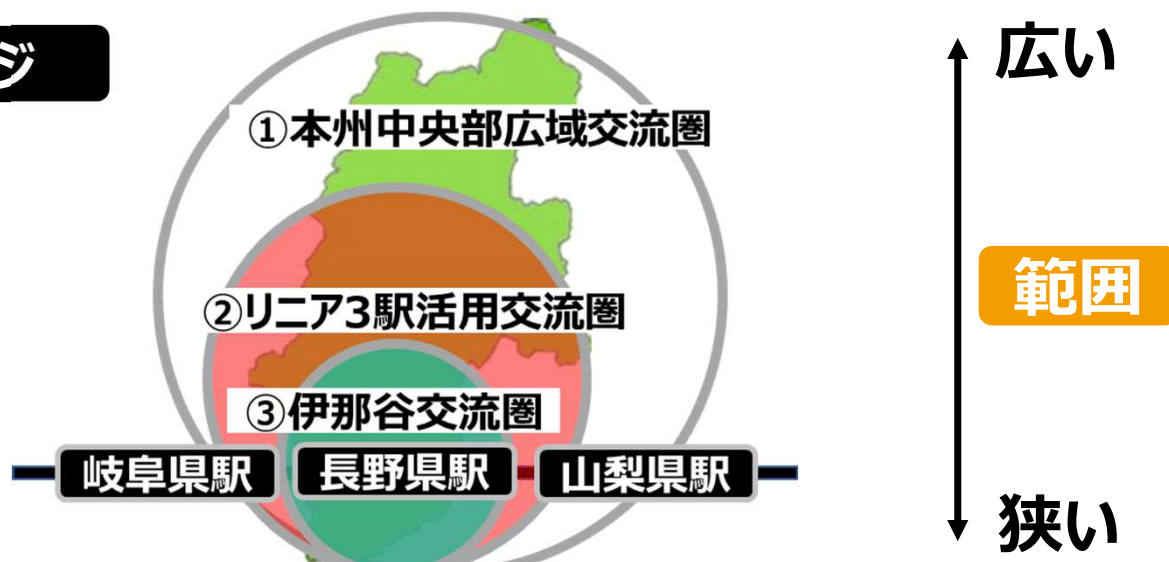 ジ
①本州中央部広域交流圏
②リニア3駅活用交流圏
③伊那谷交流圏
岐阜県駅
長野県駅
山梨県駅
広い
範囲
狭い